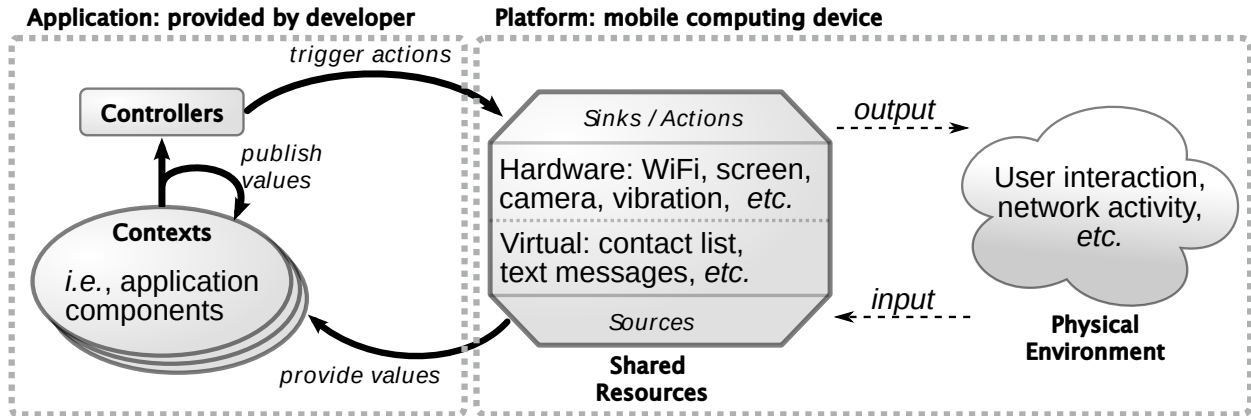 Application: provided by developer
Platform: mobile computing device
trigger actions
Controllers
publish
values
Contexts
i.e., application
components
provide values
Sinks / Actions
Hardware: WiFi, screen,
camera, vibration, etc.
Virtual: contact list,
text messages, etc.
Sources
Shared
Resources
output
input
User interaction,
network activity,
etc.
Physical
Environment